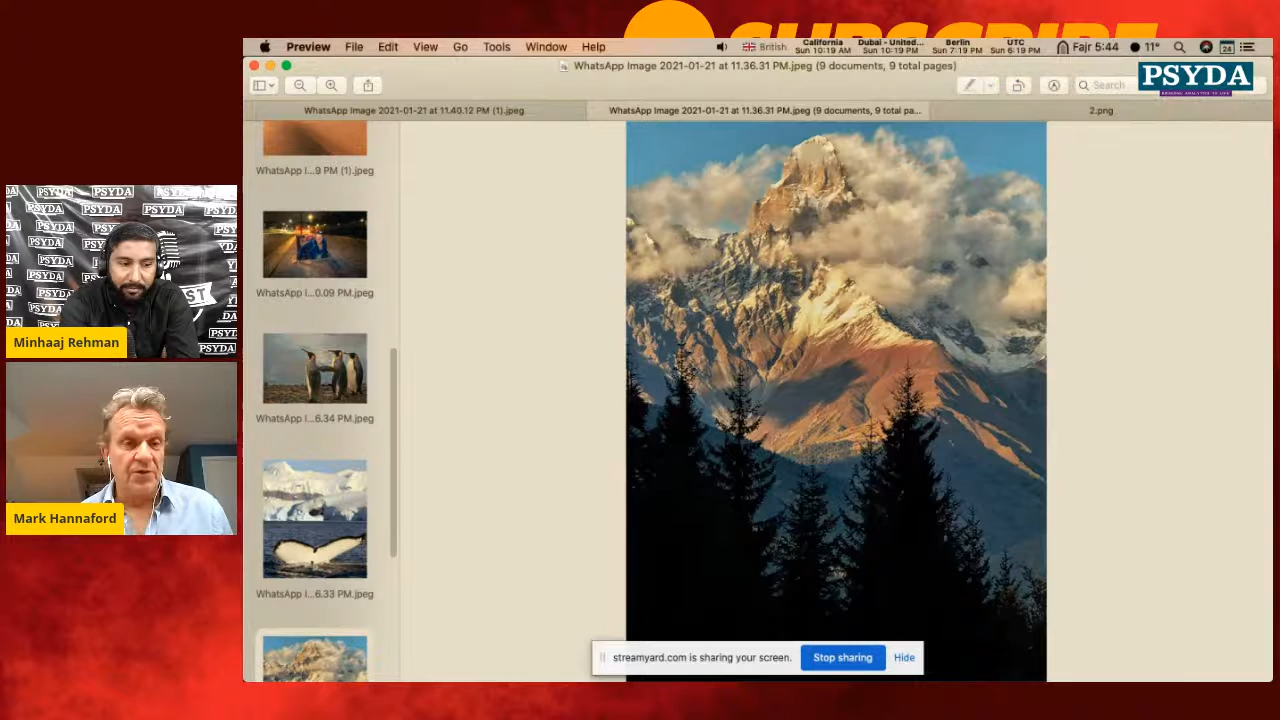 SUBSCRIBE
Preview File Edit View Go Tools Window Help
British
California
Sun 10:19 AM
Dubai - United...
Sun 10:19 PM
Berlin
Sun 7:19 PM
UTC
Sun 6:19 PM
Fajr 5:44
11°
24
WhatsApp Image 2021-01-21 at 11.36.31 PM.jpeg (9 documents, 9 total pages)
Search
PSYDA
WhatsApp Image 2021-01-21 at 11.40.12 PM (1).jpeg
WhatsApp Image 2021-01-21 at 11.36.31 PM.jpeg (9 documents, 9 total pa...
2.png
WhatsApp I...9 PM (1).jpeg
WhatsApp I...0.09 PM.jpeg
WhatsApp I...6.34 PM.jpeg
WhatsApp I...6.33 PM.jpeg
PSYDA PSYDA PSYDA
Minhaaj Rehman
Mark Hannaford
streamyard.com is sharing your screen.
Stop sharing
Hide